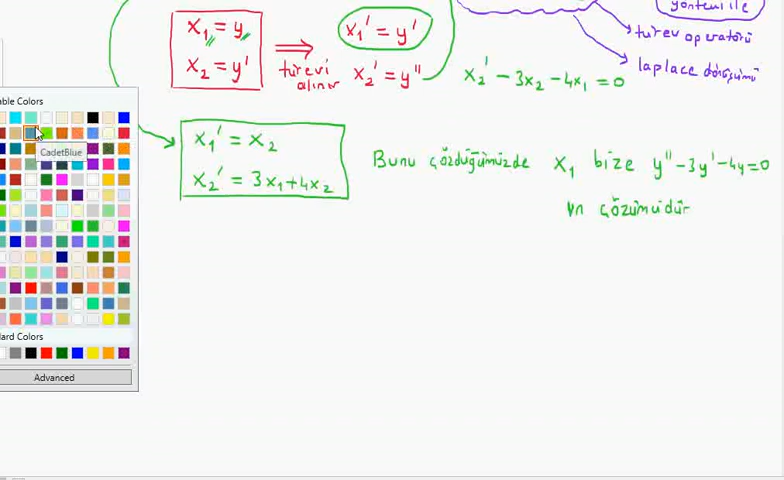 yöntemi ile
x₁ = y
x₂ = y'
türevi
alınır
x₁' = y'
x₂' = y''
x₂' - 3x₂ - 4x₁ = 0
türev operatörü
laplace dönüşümü
able Colors
CadetBlue
x₁' = x₂
x₂' = 3x₁+4x₂
Bunu çözdüğümüzde x₁ bize y''-3y'-4y=0
ın çözümüdür
dard Colors
Advanced